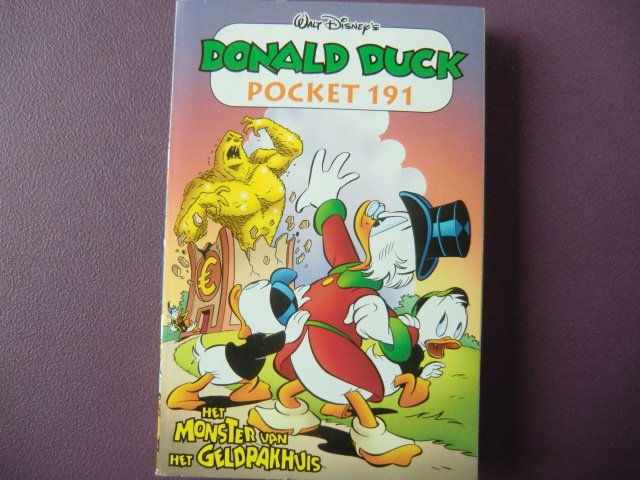 Walt Disney's
DONALD DUCK
POCKET 191
€
HET
MONSTER VAN
HET GELDPAKHUIS